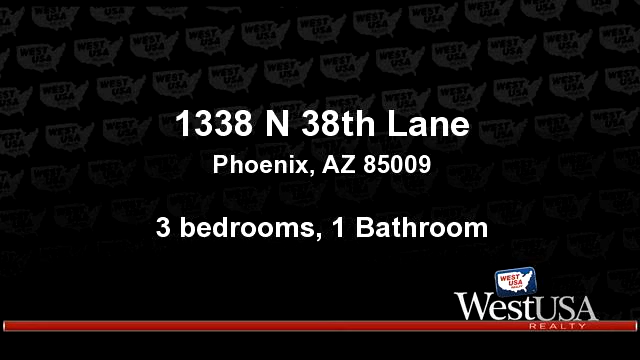 1338 N 38th Lane
Phoenix, AZ 85009
3 bedrooms, 1 Bathroom
WEST
USA
WestUSA
REALTY